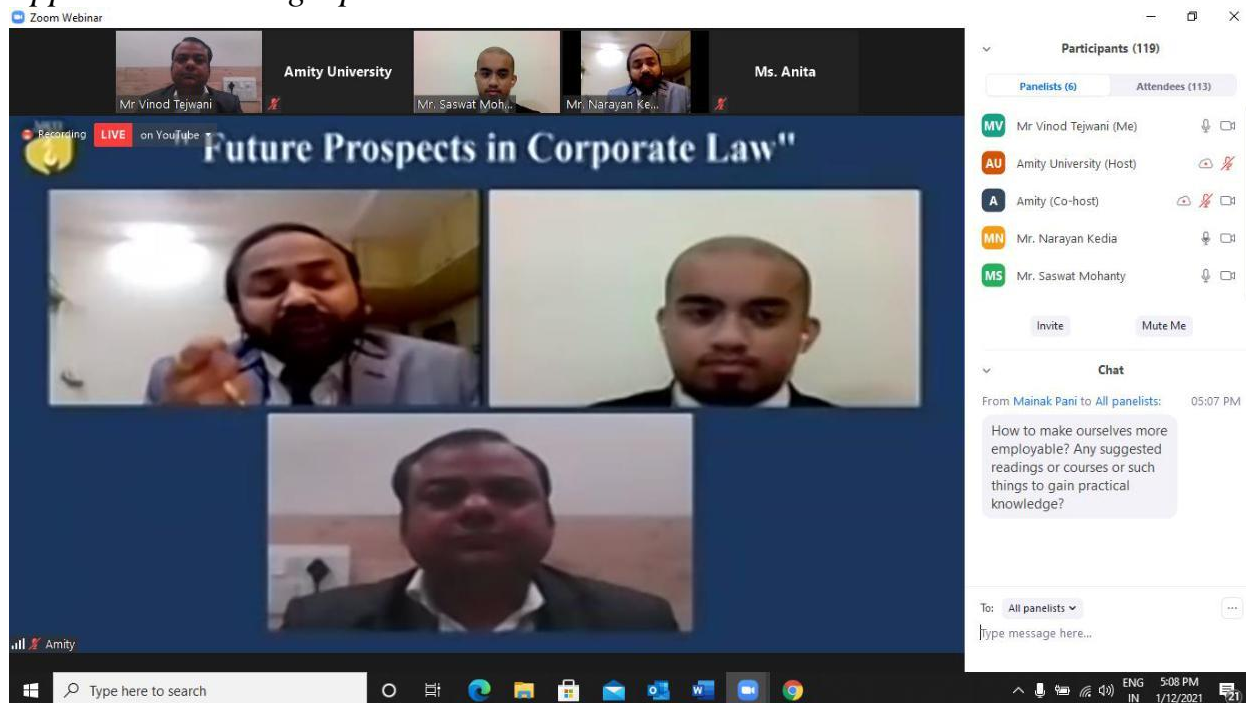 Zoom Webinar
Participants (119)
Panelists (6)
Attendees (113)
Mr Vinod Tejwani
Amity University
Mr. Saswat Moh...
Mr. Narayan Ke...
Ms. Anita
Recording
LIVE
on YouTube
"Future Prospects in Corporate Law"
MV Mr Vinod Tejwani (Me)
AU Amity University (Host)
A Amity (Co-host)
MN Mr. Narayan Kedia
MS Mr. Saswat Mohanty
Invite
Mute Me
Chat
From Mainak Pani to All panelists: 05:07 PM
How to make ourselves more
employable? Any suggested
readings or courses or such
things to gain practical
knowledge?
To: All panelists
Type message here...
Amity
Type here to search
ENG
IN
5:08 PM
1/12/2021
21